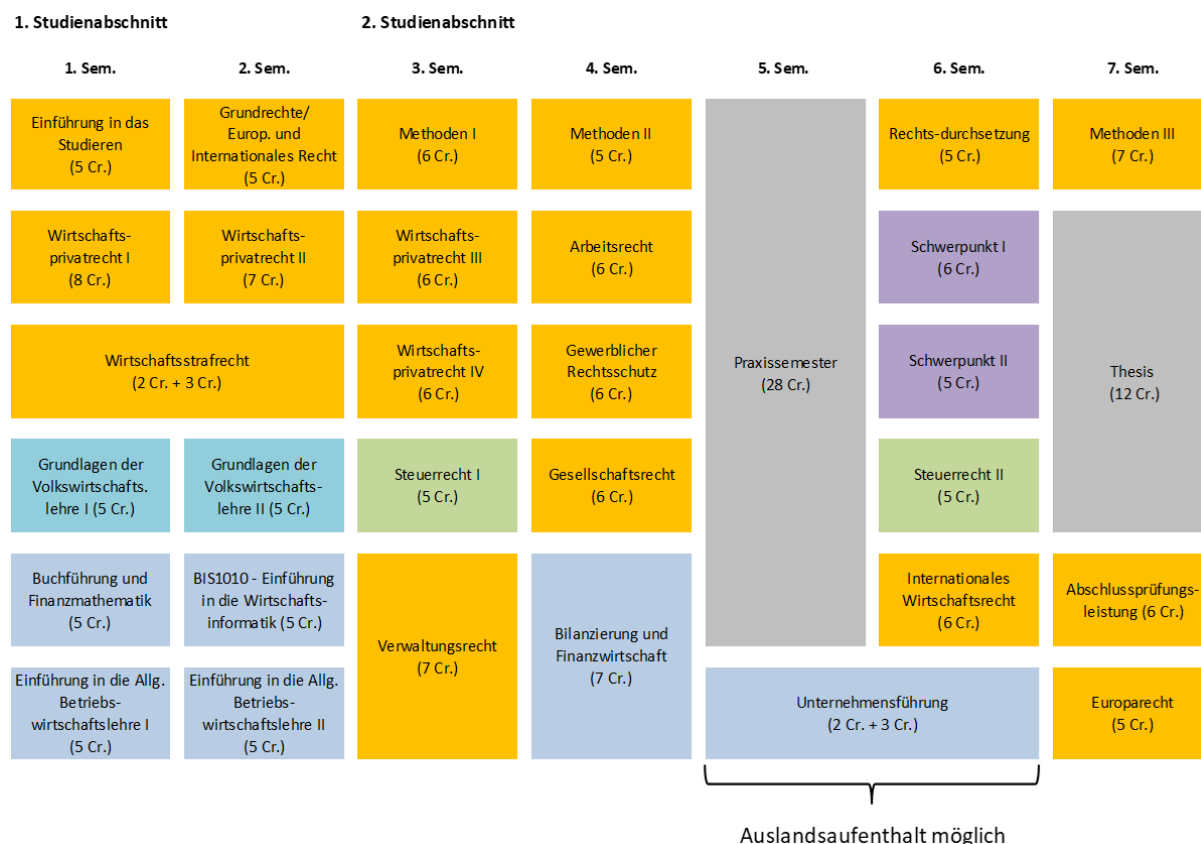 1. Studienabschnitt
2. Studienabschnitt
1. Sem.
2. Sem.
3. Sem.
4. Sem.
5. Sem.
6. Sem.
7. Sem.
Einführung in das
Studieren
(5 Cr.)
Grundrechte/
Europ. und
Internationales Recht
(5 Cr.)
Methoden I
(6 Cr.)
Methoden II
(5 Cr.)
Rechts-durchsetzung
(5 Cr.)
Methoden III
(7 Cr.)
Wirtschafts-
privatrecht I
(8 Cr.)
Wirtschafts-
privatrecht II
(7 Cr.)
Wirtschafts-
privatrecht III
(6 Cr.)
Arbeitsrecht
(6 Cr.)
Schwerpunkt I
(6 Cr.)
Wirtschaftsstrafrecht
(2 Cr. + 3 Cr.)
Wirtschafts-
privatrecht IV
(6 Cr.)
Gewerblicher
Rechtsschutz
(6 Cr.)
Praxissemester
(28 Cr.)
Schwerpunkt II
(5 Cr.)
Thesis
(12 Cr.)
Grundlagen der
Volkswirtschafts.
lehre I (5 Cr.)
Grundlagen der
Volkswirtschafts-
lehre II (5 Cr.)
Steuerrecht I
(5 Cr.)
Gesellschaftsrecht
(6 Cr.)
Steuerrecht II
(5 Cr.)
Buchführung und
Finanzmathematik
(5 Cr.)
BIS1010 - Einführung
in die Wirtschafts-
informatik (5 Cr.)
Verwaltungsrecht
(7 Cr.)
Bilanzierung und
Finanzwirtschaft
(7 Cr.)
Internationales
Wirtschaftsrecht
(6 Cr.)
Abschlussprüfungs-
leistung (6 Cr.)
Einführung in die Allg.
Betriebs-
wirtschaftslehre I
(5 Cr.)
Einführung in die Allg.
Betriebs-
wirtschaftslehre II
(5 Cr.)
Unternehmensführung
(2 Cr. + 3 Cr.)
Europarecht
(5 Cr.)
Auslandsaufenthalt möglich